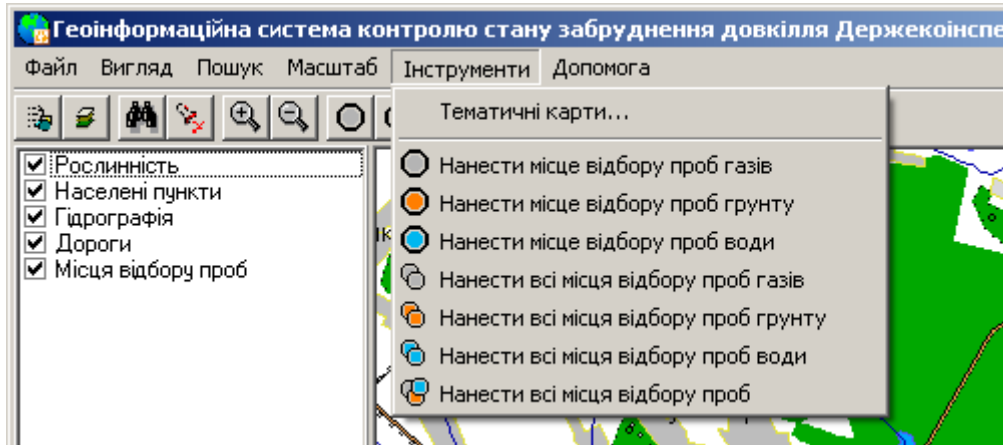 Геоінформаційна система контролю стану забруднення довкілля
Файл Вигляд Пошук Масштаб Інструменти Допомога
Тематичні карти...
Рослинність
Населені пункти
Гідрографія
Дороги
Місця відбору проб
Нанести місце відбору проб газів
Нанести місце відбору проб грунту
Нанести місце відбору проб води
Нанести всі місця відбору проб газів
Нанести всі місця відбору проб грунту
Нанести всі місця відбору проб води
Нанести всі місця відбору проб